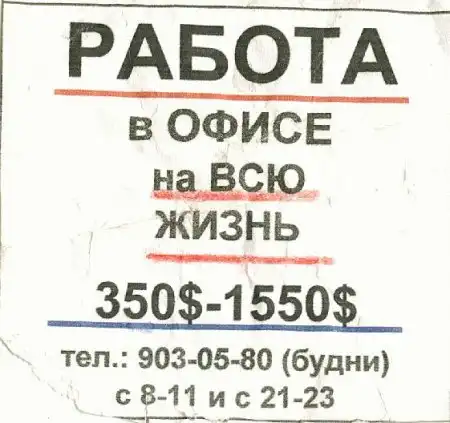 РАБОТА
в ОФИСЕ
на ВСЮ
ЖИЗНЬ
350$-1550$
тел.: 903-05-80 (будни)
с 8-11 и с 21-23